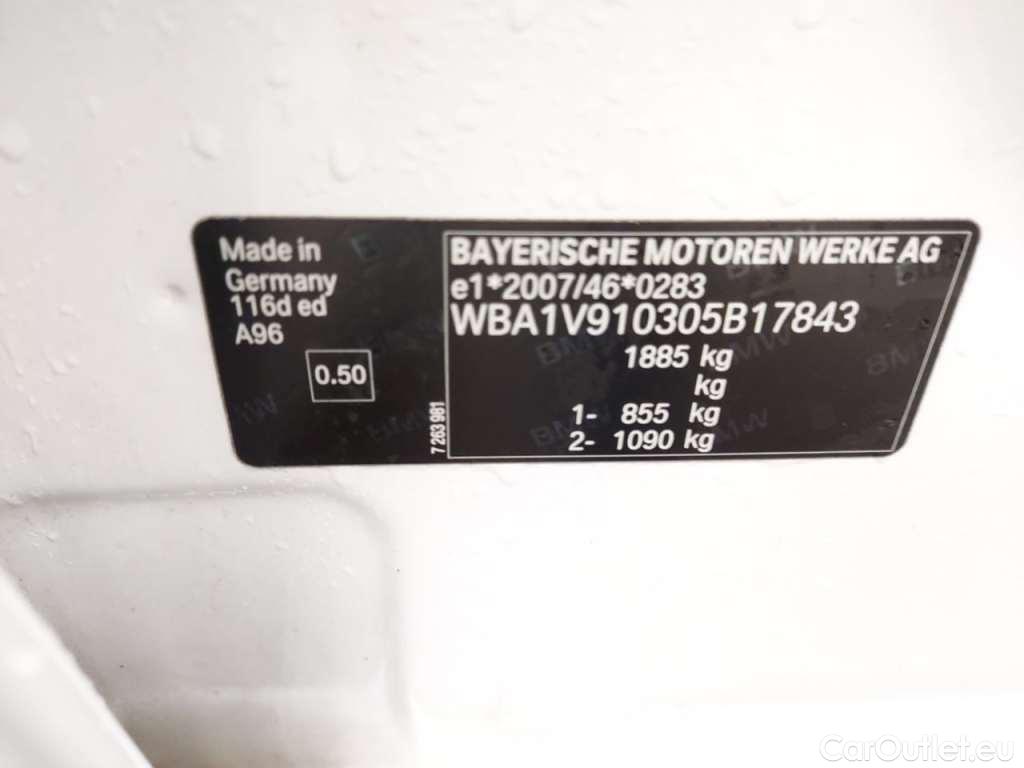 Made in
Germany
116d ed
A96
0.50
7 263 981
BAYERISCHE MOTOREN WERKE AG
e1*2007/46*0283
WBA1V910305B17843
1885 kg
kg
1- 855 kg
2- 1090 kg
BMW
CarOutlet.eu